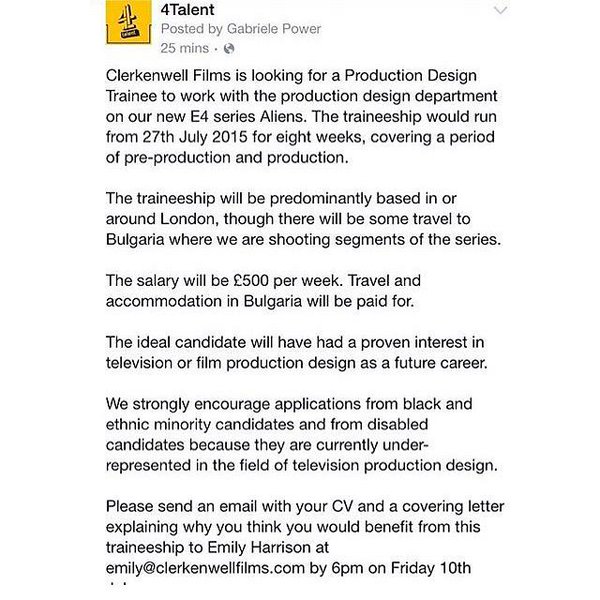 4Talent
Posted by Gabriele Power
25 mins ·
Clerkenwell Films is looking for a Production Design
Trainee to work with the production design department
on our new E4 series Aliens. The traineeship would run
from 27th July 2015 for eight weeks, covering a period
of pre-production and production.
The traineeship will be predominantly based in or
around London, though there will be some travel to
Bulgaria where we are shooting segments of the series.
The salary will be £500 per week. Travel and
accommodation in Bulgaria will be paid for.
The ideal candidate will have had a proven interest in
television or film production design as a future career.
We strongly encourage applications from black and
ethnic minority candidates and from disabled
candidates because they are currently under-
represented in the field of television production design.
Please send an email with your CV and a covering letter
explaining why you think you would benefit from this
traineeship to Emily Harrison at
emily@clerkenwellfilms.com by 6pm on Friday 10th